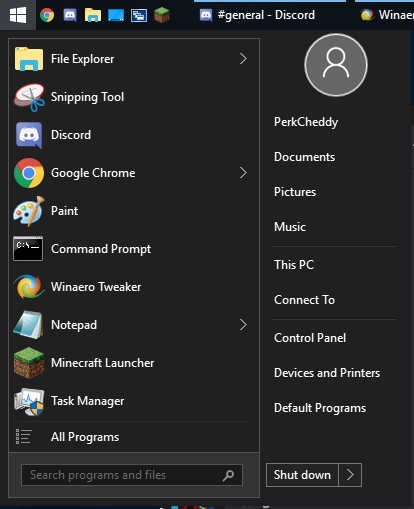 #general - Discord
Winae
File Explorer
Snipping Tool
Discord
Google Chrome
Paint
C:\_
Command Prompt
Winaero Tweaker
Notepad
Minecraft Launcher
Task Manager
All Programs
Search programs and files
PerkCheddy
Documents
Pictures
Music
This PC
Connect To
Control Panel
Devices and Printers
Default Programs
Shut down